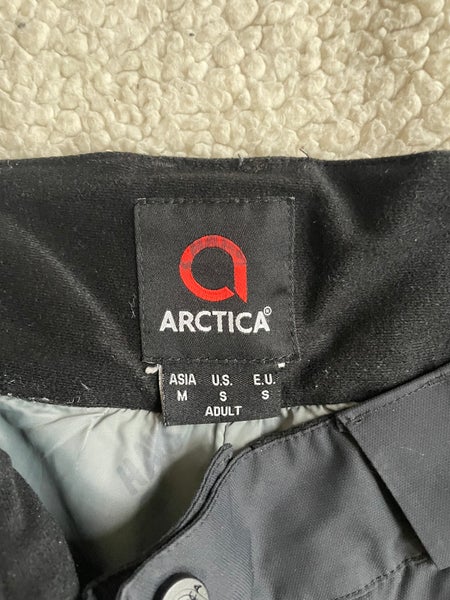 ARCTICA®
ASIA U.S. E.U.
M S S
ADULT